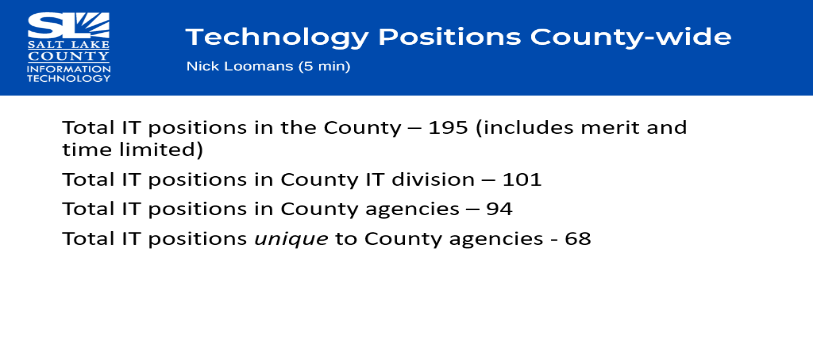 SL
SALT LAKE
COUNTY
INFORMATION
TECHNOLOGY
Technology Positions County-wide
Nick Loomans (5 min)
Total IT positions in the County – 195 (includes merit and
time limited)
Total IT positions in County IT division – 101
Total IT positions in County agencies – 94
Total IT positions unique to County agencies - 68